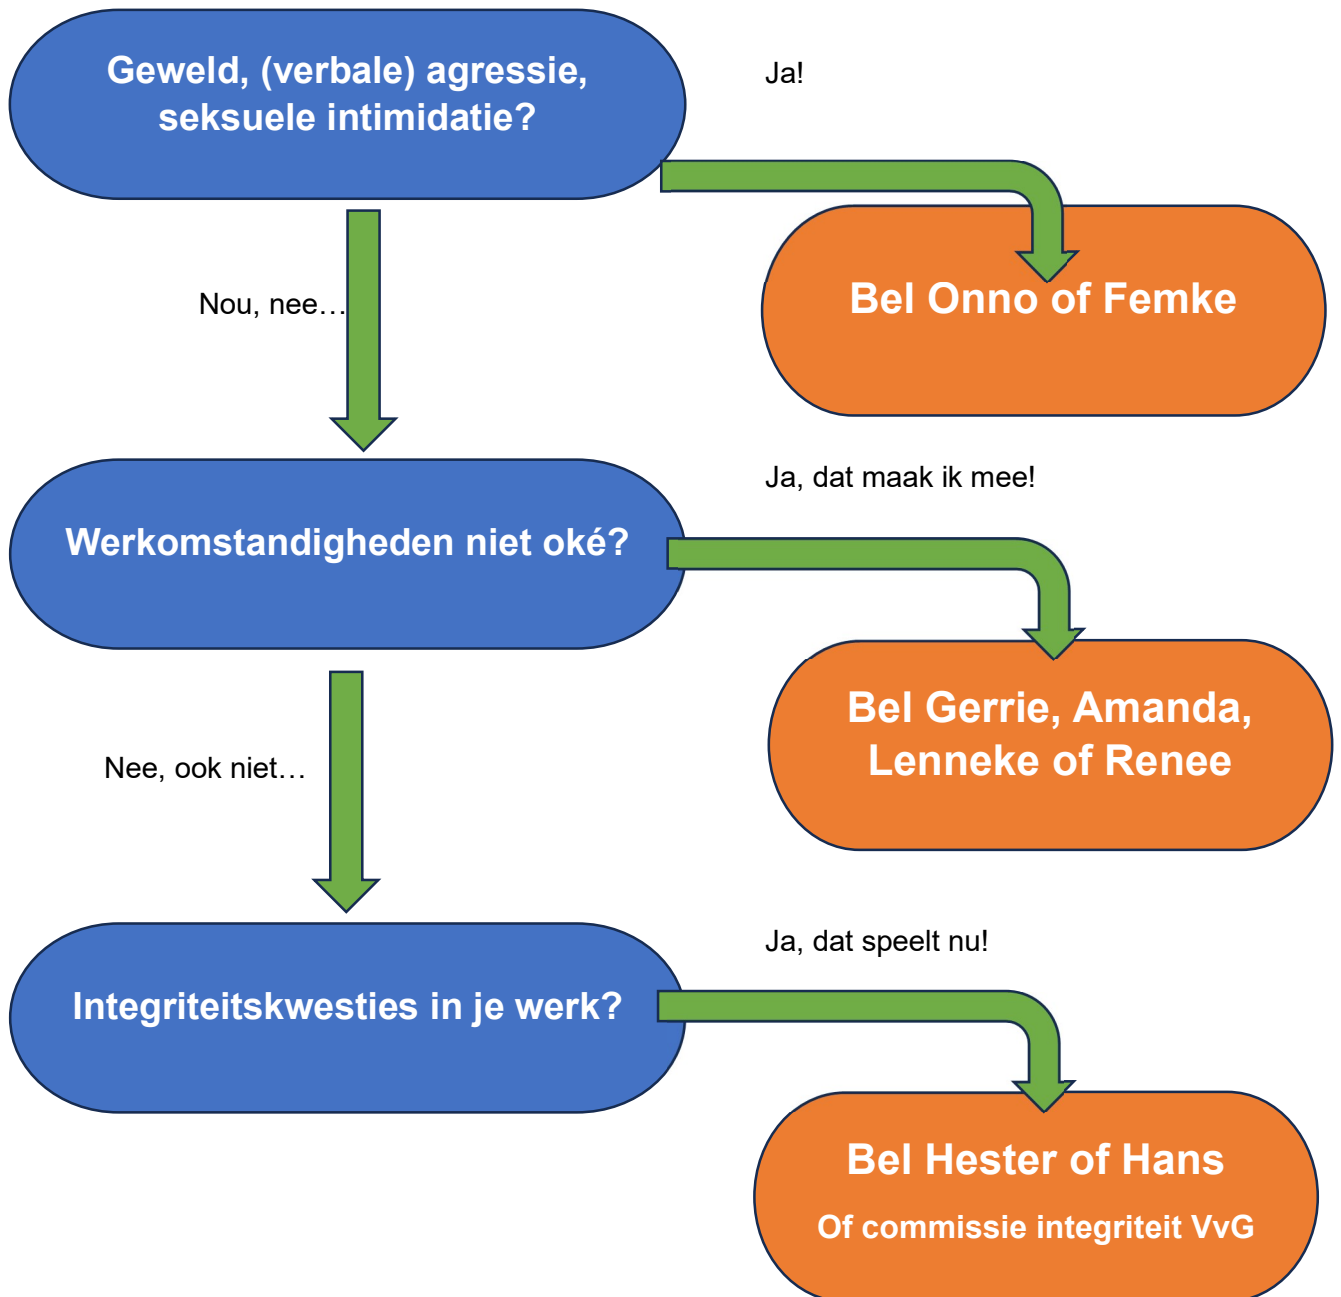 Geweld, (verbale) agressie,
seksuele intimidatie?
Ja!
Bel Onno of Femke
Nou, nee…
Werkomstandigheden niet oké?
Ja, dat maak ik mee!
Bel Gerrie, Amanda,
Lenneke of Renee
Nee, ook niet…
Integriteitskwesties in je werk?
Ja, dat speelt nu!
Bel Hester of Hans
Of commissie integriteit VvG